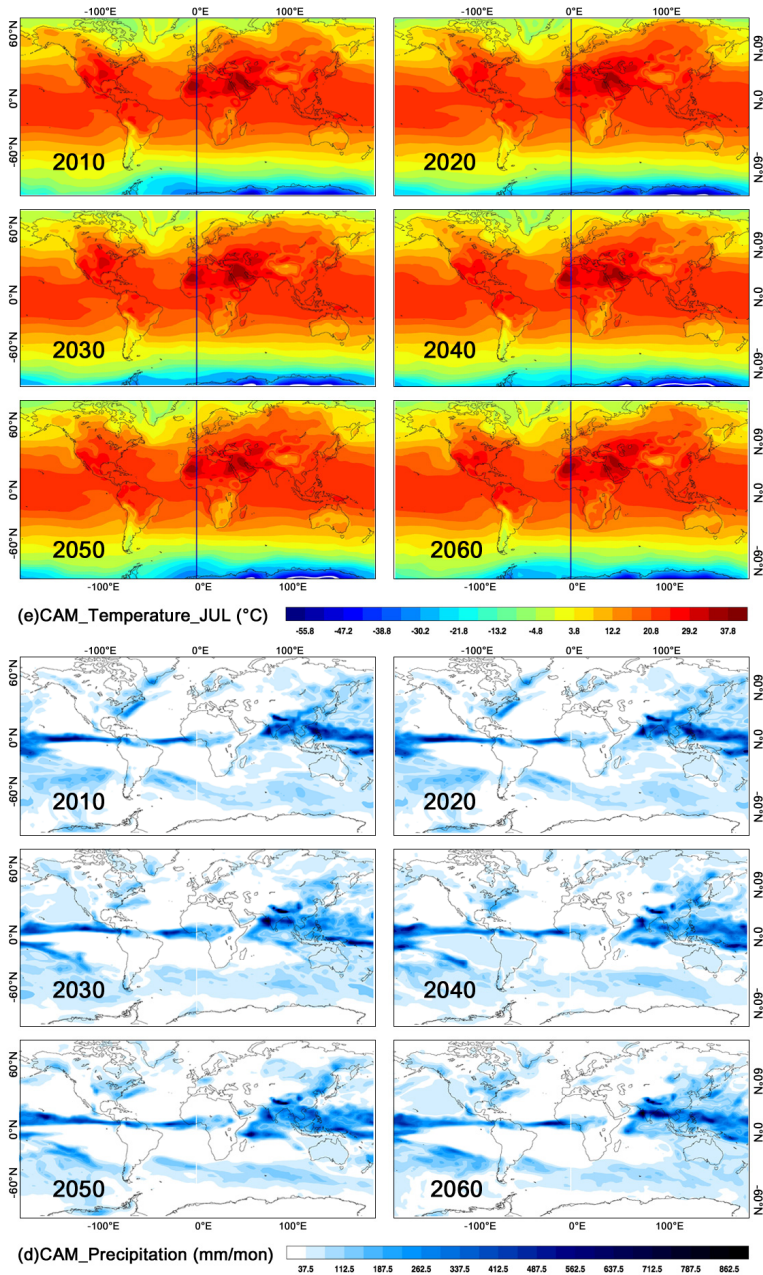 -100°E 0°E 100°E -100°E 0°E 100°E
60°N 0°N -60°N 2010 2020 60°N 0°N -60°N
60°N 0°N -60°N 2030 2040 60°N 0°N -60°N
60°N 0°N -60°N 2050 2060 60°N 0°N -60°N
-100°E 0°E 100°E -100°E 0°E 100°E
(e)CAM_Temperature_JUL (°C)
-55.8 -47.2 -38.8 -30.2 -21.8 -13.2 -4.8 3.8 12.2 20.8 29.2 37.8
60°N 0°N -60°N 2010 2020 60°N 0°N -60°N
60°N 0°N -60°N 2030 2040 60°N 0°N -60°N
60°N 0°N -60°N 2050 2060 60°N 0°N -60°N
-100°E 0°E 100°E -100°E 0°E 100°E
(d)CAM_Precipitation (mm/mon)
37.5 112.5 187.5 262.5 337.5 412.5 487.5 562.5 637.5 712.5 787.5 862.5